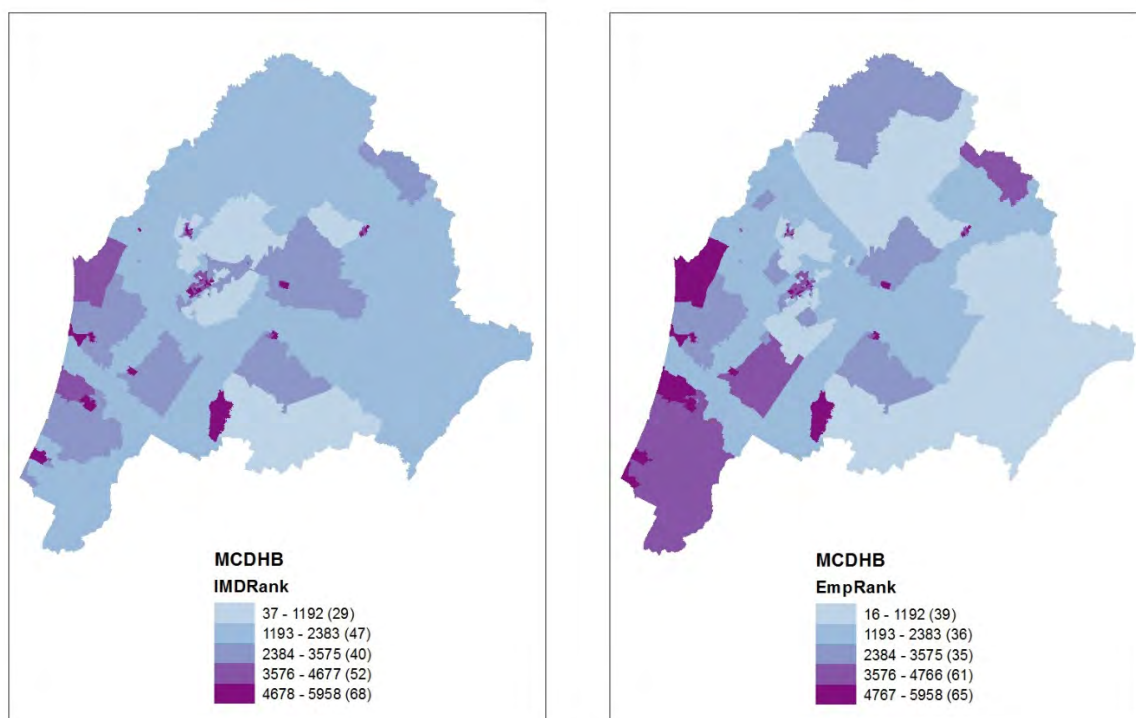 MCDHB
IMDRank
37 - 1192 (29)
1193 - 2383 (47)
2384 - 3575 (40)
3576 - 4677 (52)
4678 - 5958 (68)
MCDHB
EmpRank
16 - 1192 (39)
1193 - 2383 (36)
2384 - 3575 (35)
3576 - 4766 (61)
4767 - 5958 (65)